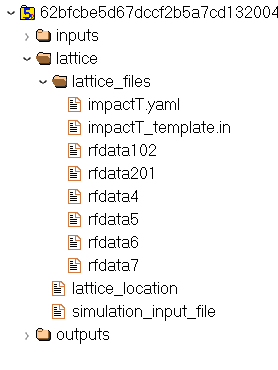 62bfcbe5d67dccf2b5a7cd132004
inputs
lattice
lattice_files
impactT.yaml
impactT_template.in
rfdata102
rfdata201
rfdata4
rfdata5
rfdata6
rfdata7
lattice_location
simulation_input_file
outputs